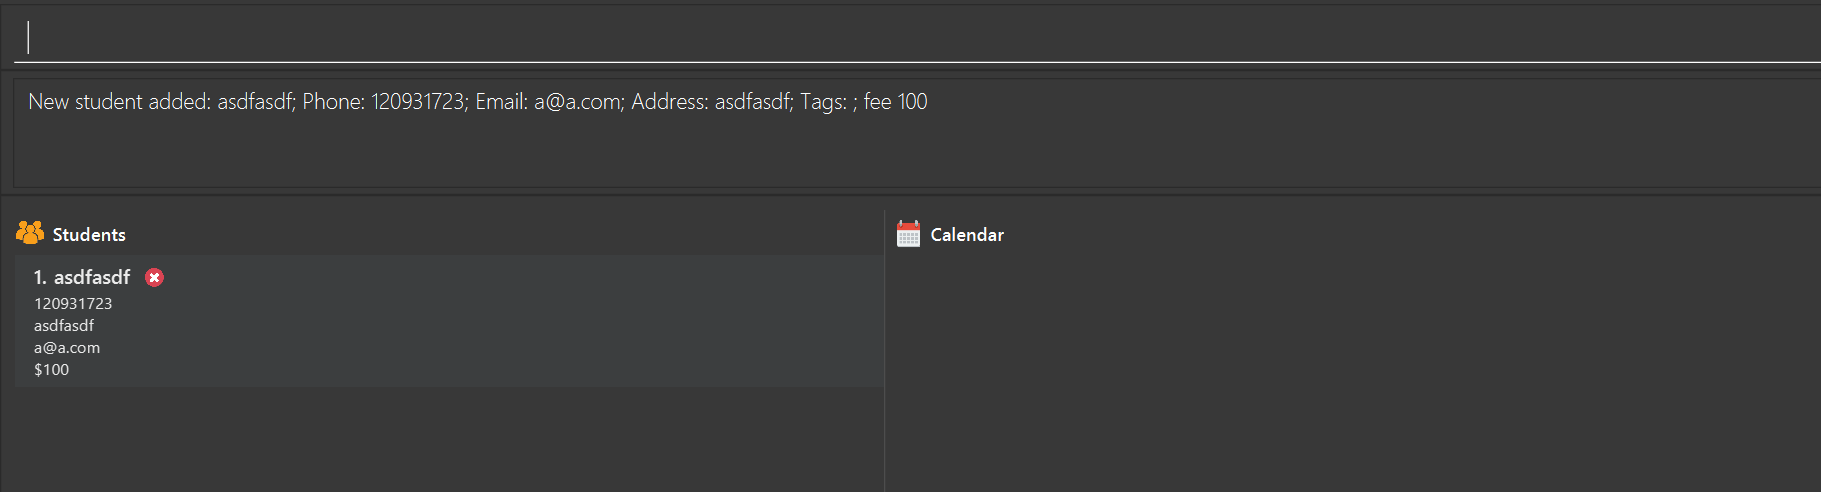 New student added: asdfasdf; Phone: 120931723; Email: a@a.com; Address: asdfasdf; Tags: ; fee 100
Students
1. asdfasdf
120931723
asdfasdf
a@a.com
$100
Calendar